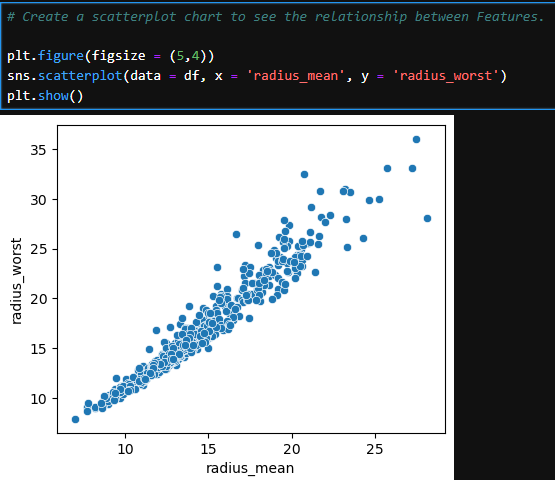 # Create a scatterplot chart to see the relationship between Features.
plt.figure(figsize = (5,4))
sns.scatterplot(data = df, x = 'radius_mean', y = 'radius_worst')
plt.show()
35
30
25
20
15
10
radius_worst
10 15 20 25
radius_mean